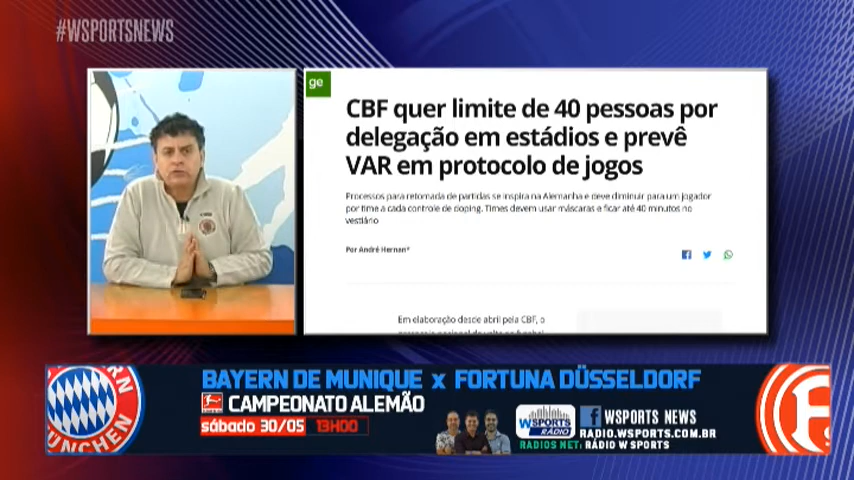 #WSPORTSNEWS
ge
CBF quer limite de 40 pessoas por
delegação em estádios e prevê
VAR em protocolo de jogos
Processos para retomada de partidas se inspira na Alemanha e deve diminuir para um jogador
por time a cada controle de doping. Times devem usar máscaras e ficar até 40 minutos no
vestiário
Por André Hernan*
Em elaboração desde abril pela CBF, o
BAYERN DE MUNIQUE x FORTUNA DÜSSELDORF
CAMPEONATO ALEMÃO
sábado 30/05 13H00
BAYERN
MÜNCHEN
WSPORTS
RÁDIO
WSPORTS NEWS
RADIO.WSPORTS.COM.BR
RADIOS NET: RÁDIO W SPORTS